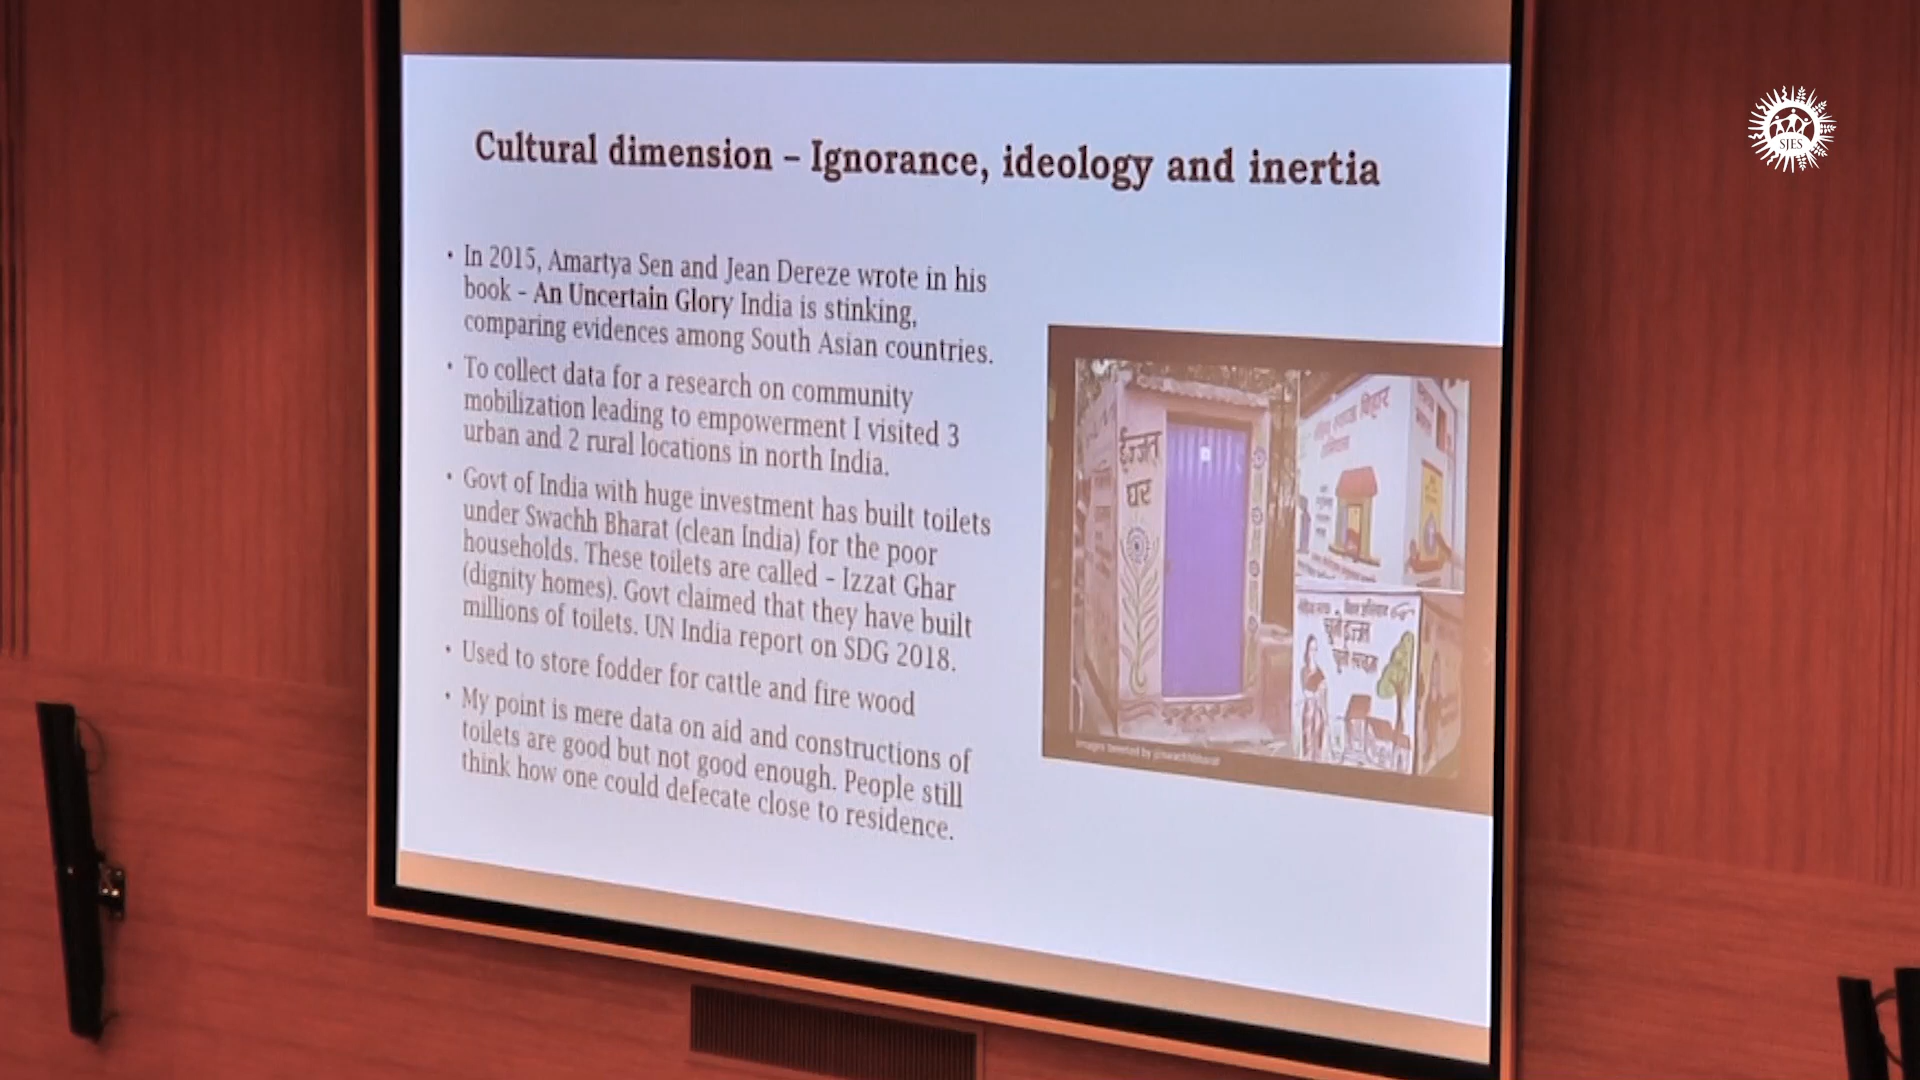 SJES
Cultural dimension – Ignorance, ideology and inertia
• In 2015, Amartya Sen and Jean Dereze wrote in his
book - An Uncertain Glory India is stinking,
comparing evidences among South Asian countries.
• To collect data for a research on community
mobilization leading to empowerment I visited 3
urban and 2 rural locations in north India.
• Govt of India with huge investment has built toilets
under Swachh Bharat (clean India) for the poor
households. These toilets are called - Izzat Ghar
(dignity homes). Govt claimed that they have built
millions of toilets. UN India report on SDG 2018.
• Used to store fodder for cattle and fire wood
• My point is mere data on aid and constructions of
toilets are good but not good enough. People still
think how one could defecate close to residence.
ईज्जत
घर
बिहार
Images tweeted by